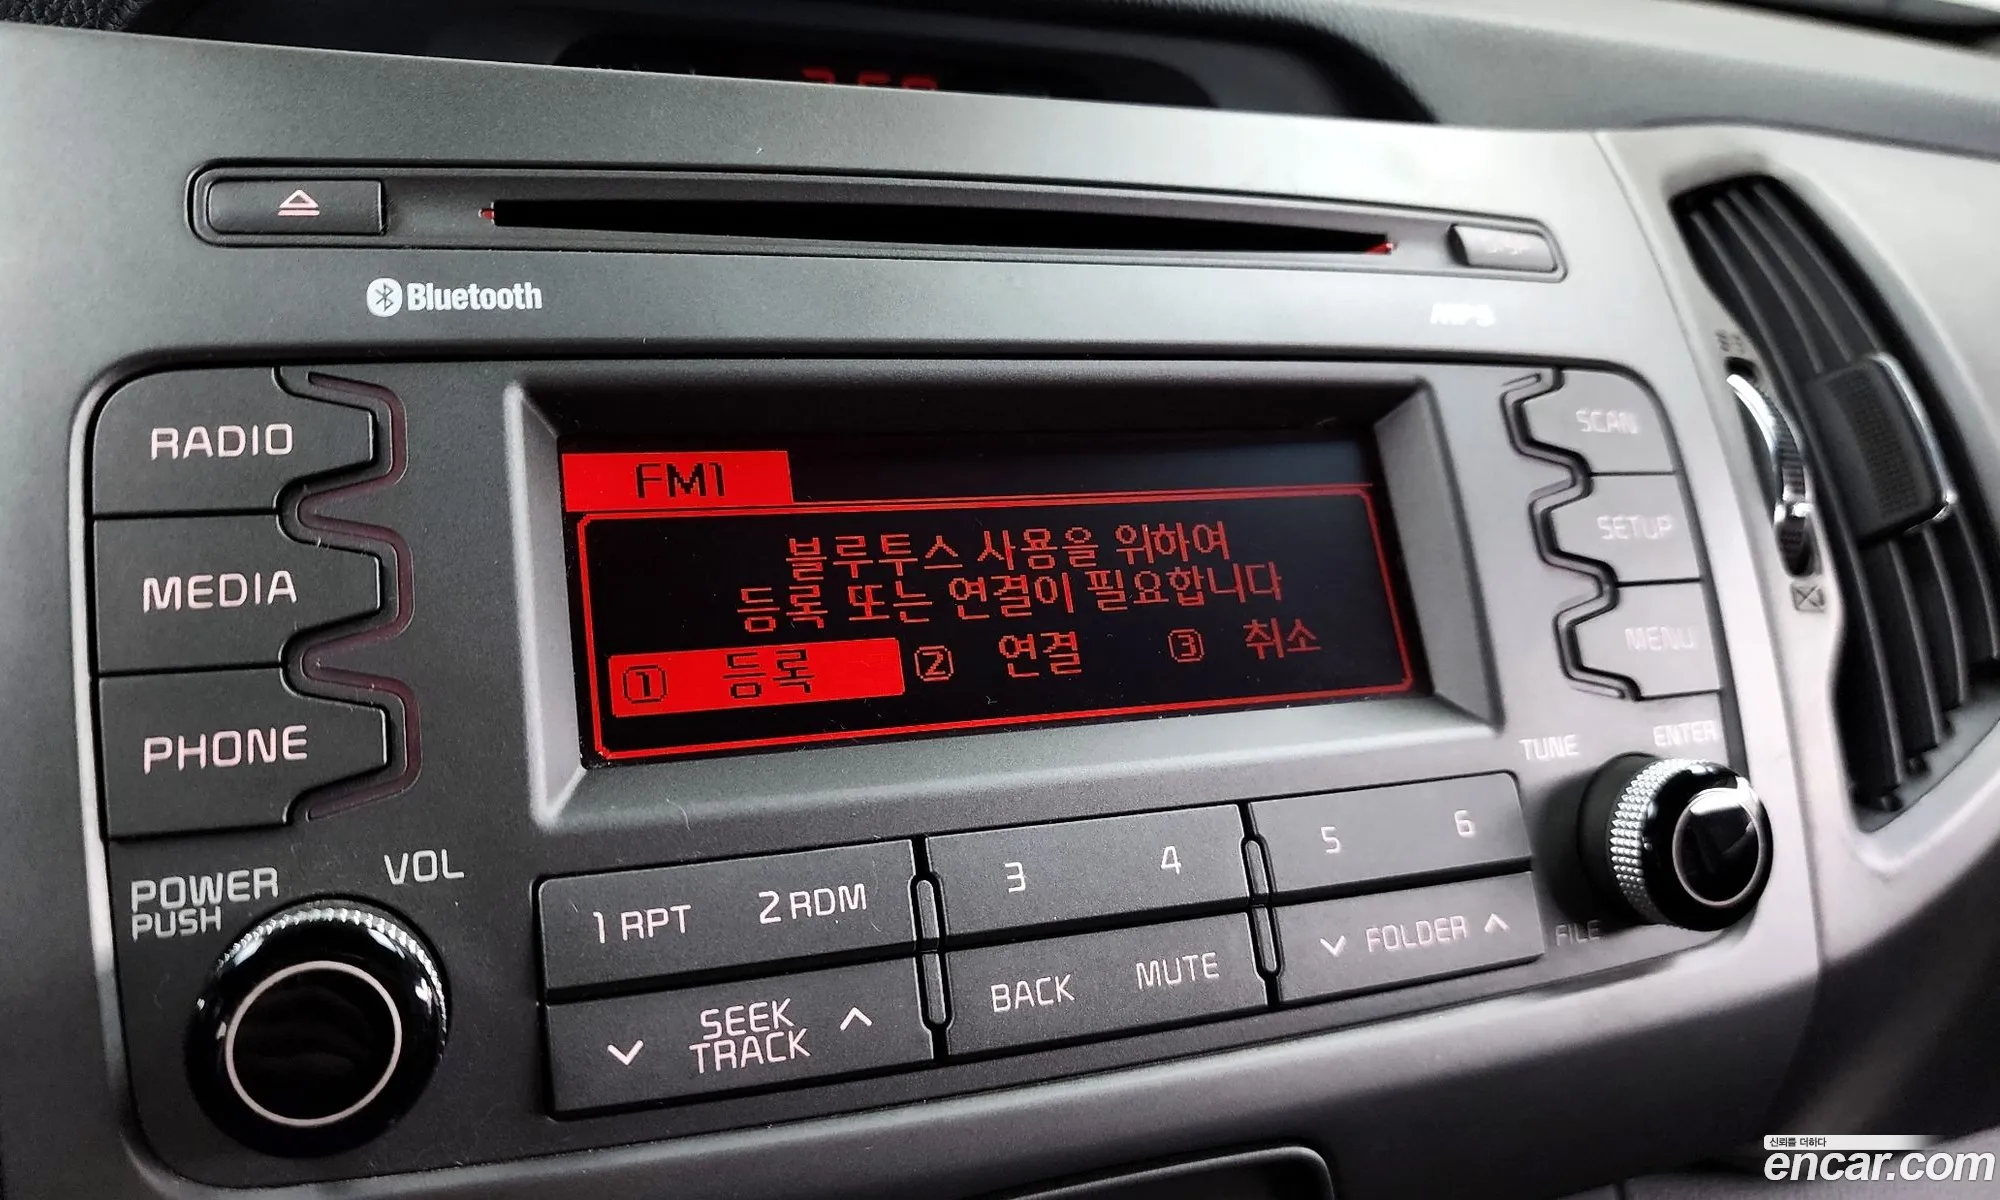 Bluetooth
MP3
RADIO
MEDIA
PHONE
FM1
블루투스 사용을 위하여
등록 또는 연결이 필요합니다
① 등록 ② 연결 ③ 취소
SCAN
SETUP
MENU
TUNE
ENTER
FILE
POWER
PUSH
VOL
1 RPT
2 RDM
3
4
5
6
SEEK
TRACK
BACK
MUTE
FOLDER
신뢰를 더하다
encar.com